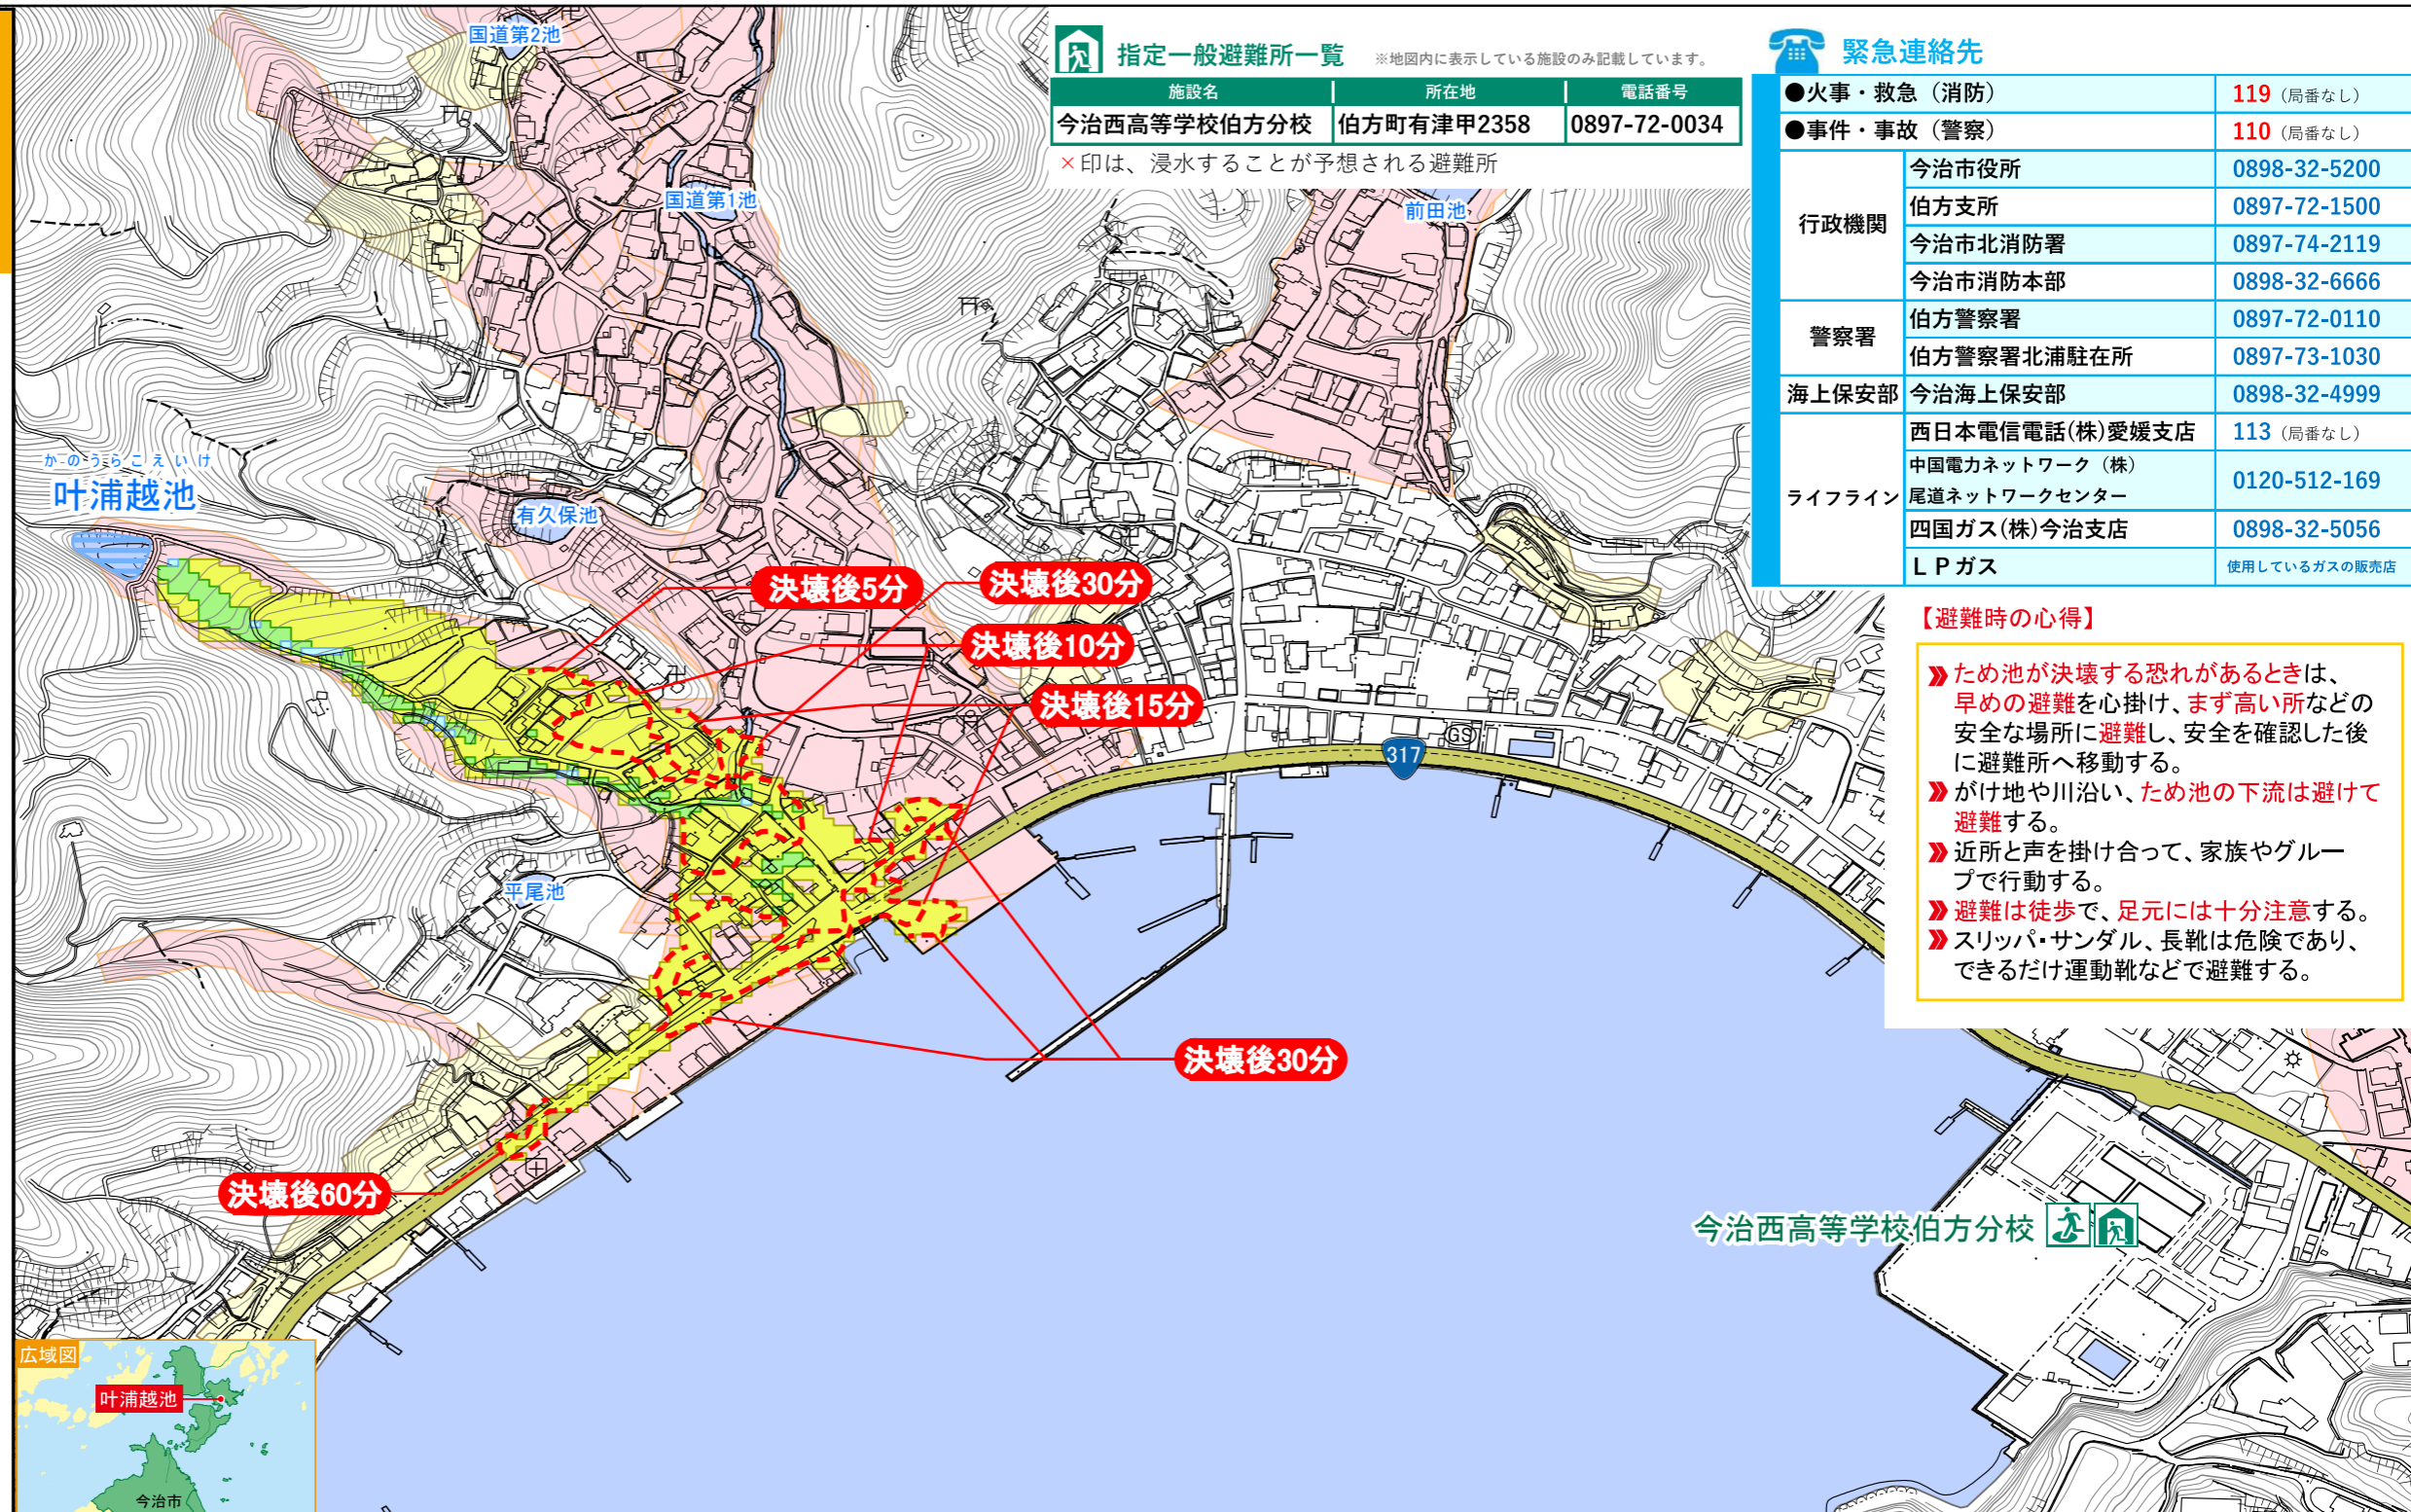 国道第2池
指定一般避難所一覧 ※地図内に表示している施設のみ記載しています。
施設名 所在地 電話番号
今治西高等学校伯方分校 伯方町有津甲2358 0897-72-0034
×印は、浸水することが予想される避難所
緊急連絡先
●火事・救急（消防） 119（局番なし）
●事件・事故（警察） 110（局番なし）
行政機関
今治市役所 0898-32-5200
伯方支所 0897-72-1500
今治市北消防署 0897-74-2119
今治市消防本部 0898-32-6666
警察署
伯方警察署 0897-72-0110
伯方警察署北浦駐在所 0897-73-1030
海上保安部 今治海上保安部 0898-32-4999
ライフライン
西日本電信電話(株)愛媛支店 113（局番なし）
中国電力ネットワーク（株）
尾道ネットワークセンター 0120-512-169
四国ガス(株)今治支店 0898-32-5056
ＬＰガス 使用しているガスの販売店
国道第1池
前田池
かのうらこえいけ
叶浦越池
有久保池
決壊後5分
決壊後30分
決壊後10分
決壊後15分
GS
317
平尾池
決壊後30分
決壊後60分
【避難時の心得】
ため池が決壊する恐れがあるときは、
早めの避難を心掛け、まず高い所などの
安全な場所に避難し、安全を確認した後
に避難所へ移動する。
がけ地や川沿い、ため池の下流は避けて
避難する。
近所と声を掛け合って、家族やグルー
プで行動する。
避難は徒歩で、足元には十分注意する。
スリッパ・サンダル、長靴は危険であり、
できるだけ運動靴などで避難する。
今治西高等学校伯方分校
広域図
叶浦越池
今治市